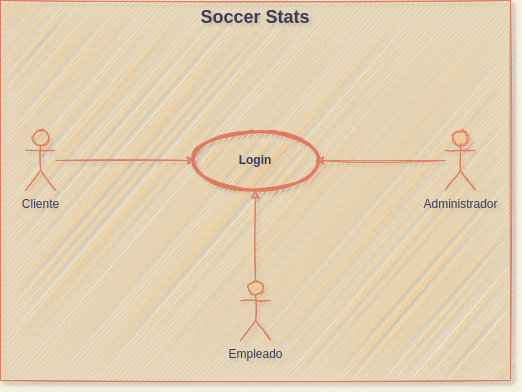 Soccer Stats
Login
Cliente
Administrador
Empleado